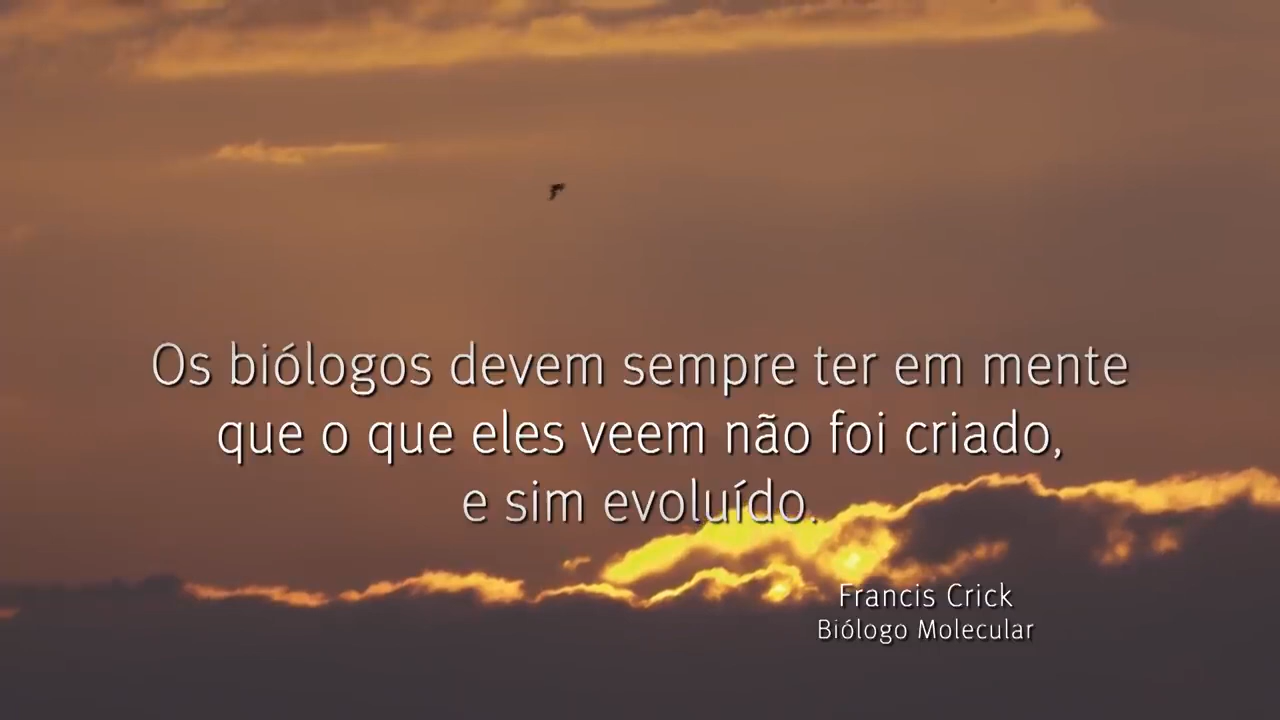 Os biólogos devem sempre ter em mente
que o que eles veem não foi criado,
e sim evoluído.
Francis Crick
Biólogo Molecular